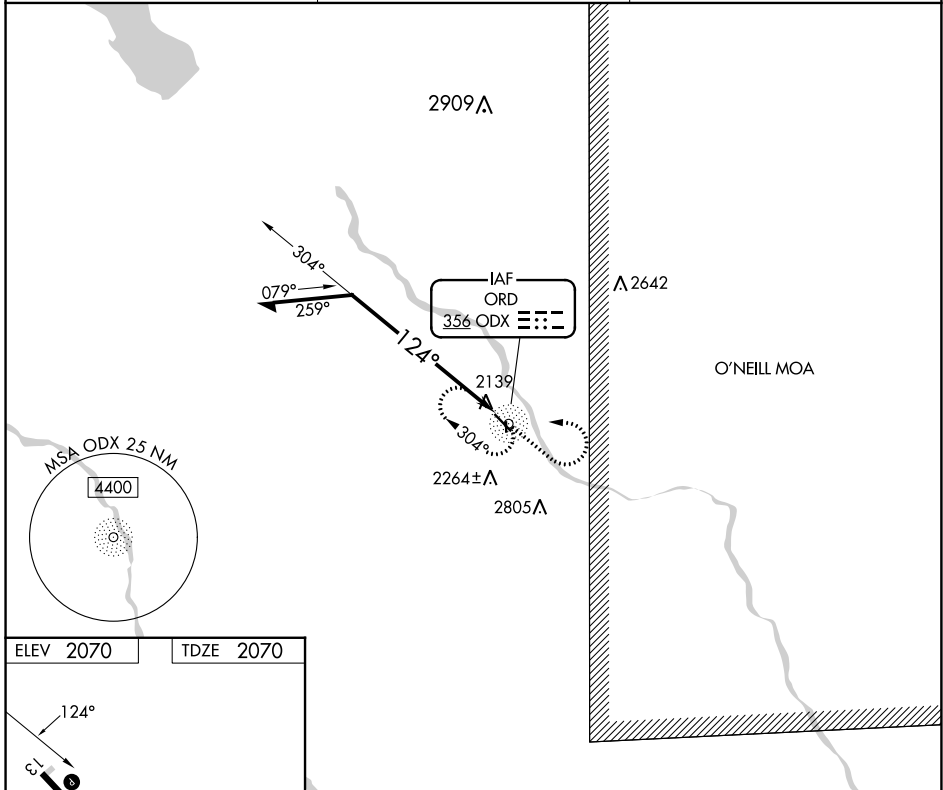 2909
304°
IAF
ORD
356 ODX
079°
259°
2642
124°
O'NEILL MOA
2139
304°
MSA ODX 25 NM
4400
2264±
2805
ELEV 2070
TDZE 2070
124°
13
P